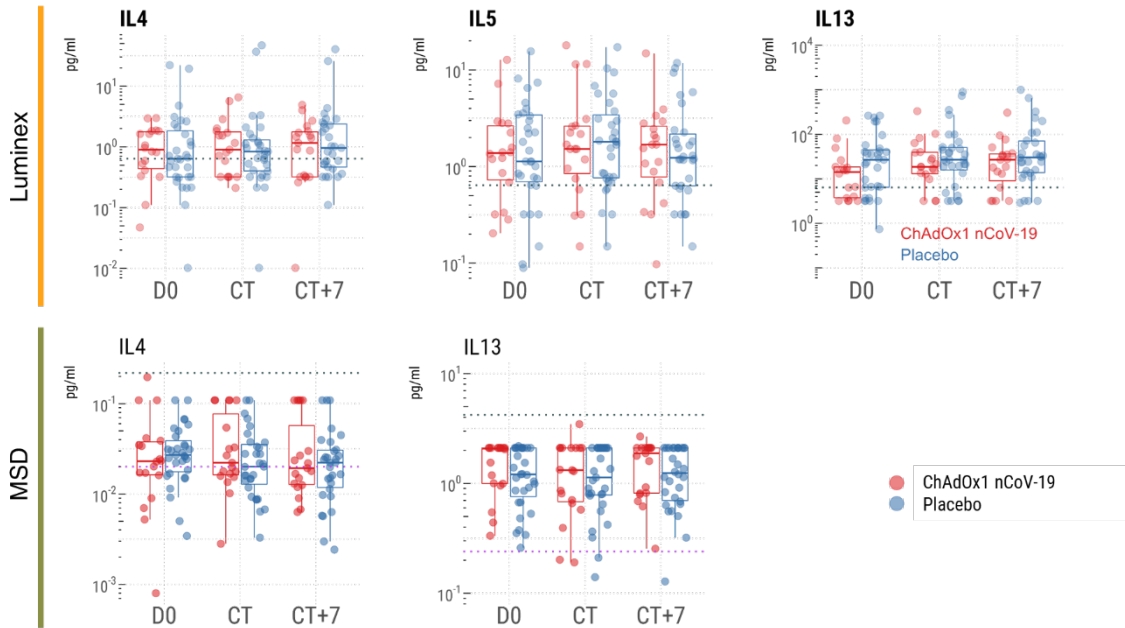 Luminex
IL4
pg/ml
10¹
10⁰
10⁻¹
10⁻²
D0 CT CT+7
IL5
pg/ml
10¹
10⁰
10⁻¹
D0 CT CT+7
IL13
pg/ml
10⁴
10²
10⁰
ChAdOx1 nCoV-19
Placebo
D0 CT CT+7
MSD
IL4
pg/ml
10⁻¹
10⁻²
10⁻³
D0 CT CT+7
IL13
pg/ml
10¹
10⁰
10⁻¹
D0 CT CT+7
ChAdOx1 nCoV-19
Placebo